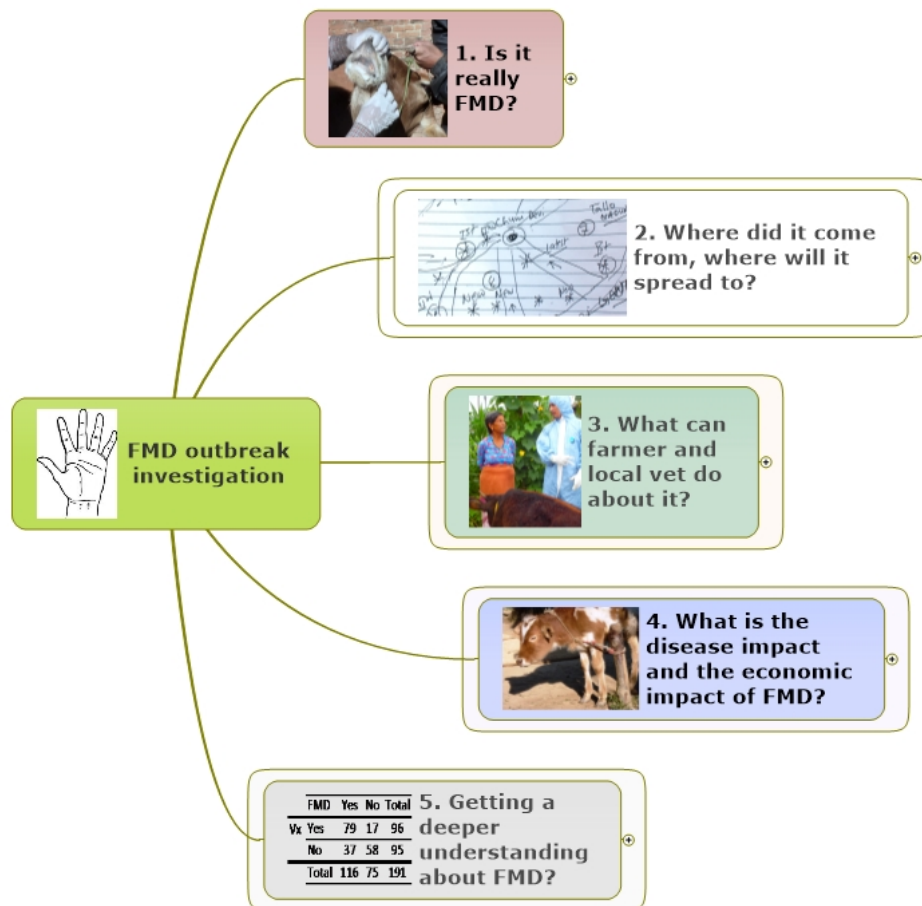 1. Is it
really
FMD?
2. Where did it come
from, where will it
spread to?
FMD outbreak
investigation
3. What can
farmer and
local vet do
about it?
4. What is the
disease impact
and the economic
impact of FMD?
FMD Yes No Total
Vx Yes 79 17 96
No 37 58 95
Total 116 75 191
5. Getting a
deeper
understanding
about FMD?